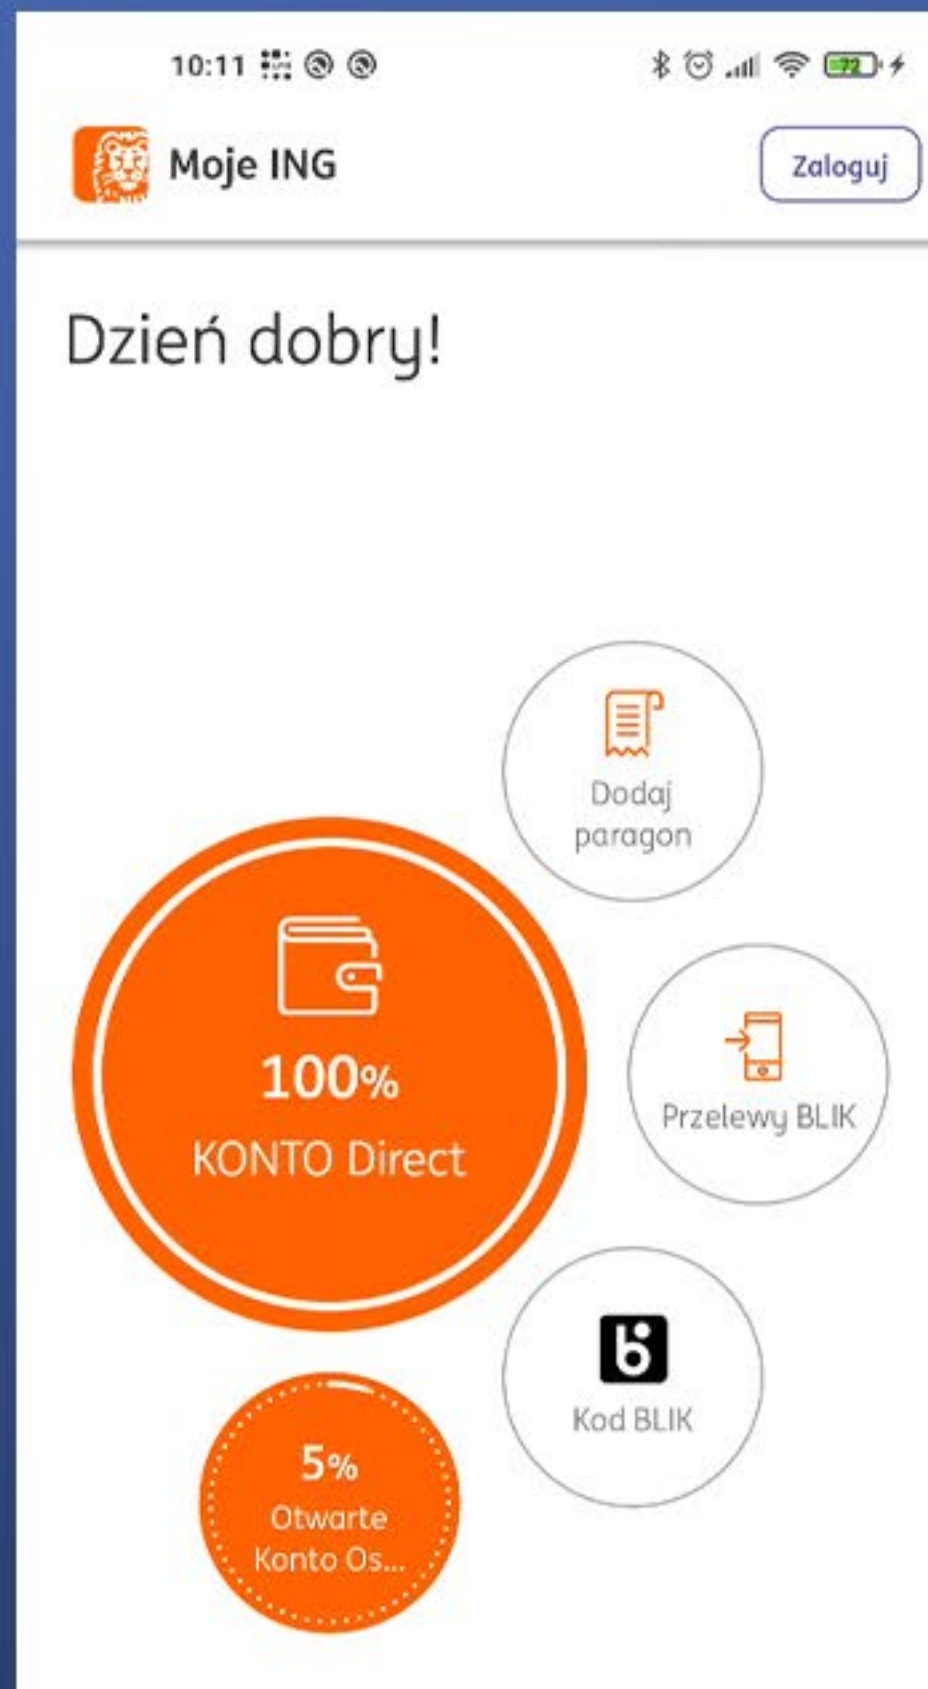 10:11
72
Moje ING
Zaloguj
Dzień dobry!
Dodaj
paragon
100%
KONTO Direct
Przelewy BLIK
Kod BLIK
5%
Otwarte
Konto Os...